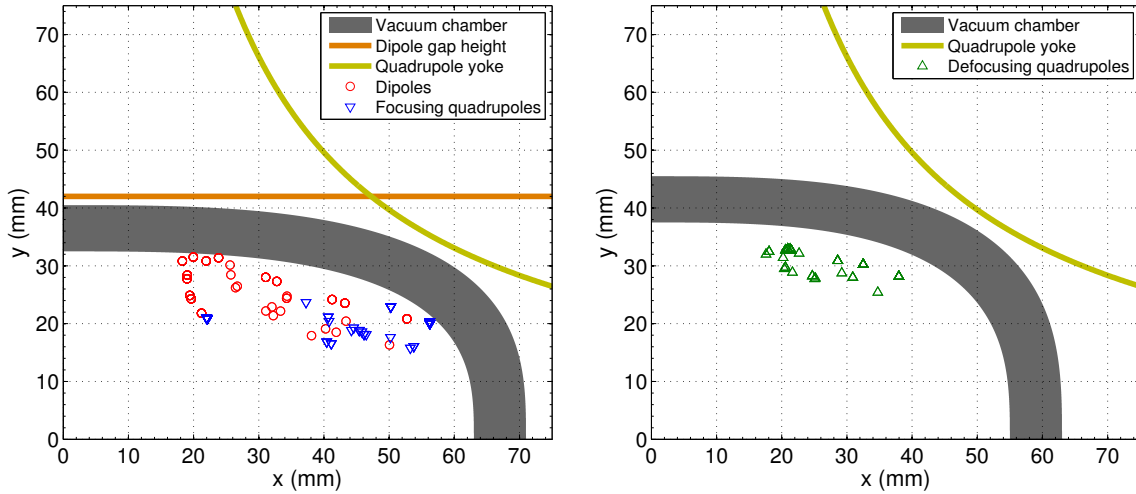 Vacuum chamber
Dipole gap height
Quadrupole yoke
Dipoles
Focusing quadrupoles
70
60
50
40
30
20
10
0
y (mm)
0 10 20 30 40 50 60 70
x (mm)
Vacuum chamber
Quadrupole yoke
Defocusing quadrupoles
70
60
50
40
30
20
10
0
y (mm)
0 10 20 30 40 50 60 70
x (mm)